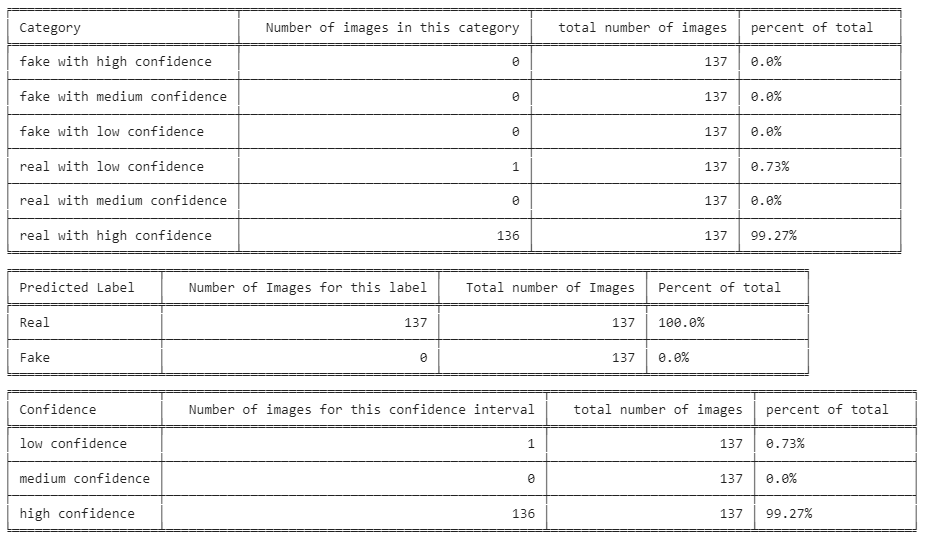 Category Number of images in this category total number of images percent of total
fake with high confidence 0 137 0.0%
fake with medium confidence 0 137 0.0%
fake with low confidence 0 137 0.0%
real with low confidence 1 137 0.73%
real with medium confidence 0 137 0.0%
real with high confidence 136 137 99.27%
Predicted Label Number of Images for this label Total number of Images Percent of total
Real 137 137 100.0%
Fake 0 137 0.0%
Confidence Number of images for this confidence interval total number of images percent of total
low confidence 1 137 0.73%
medium confidence 0 137 0.0%
high confidence 136 137 99.27%